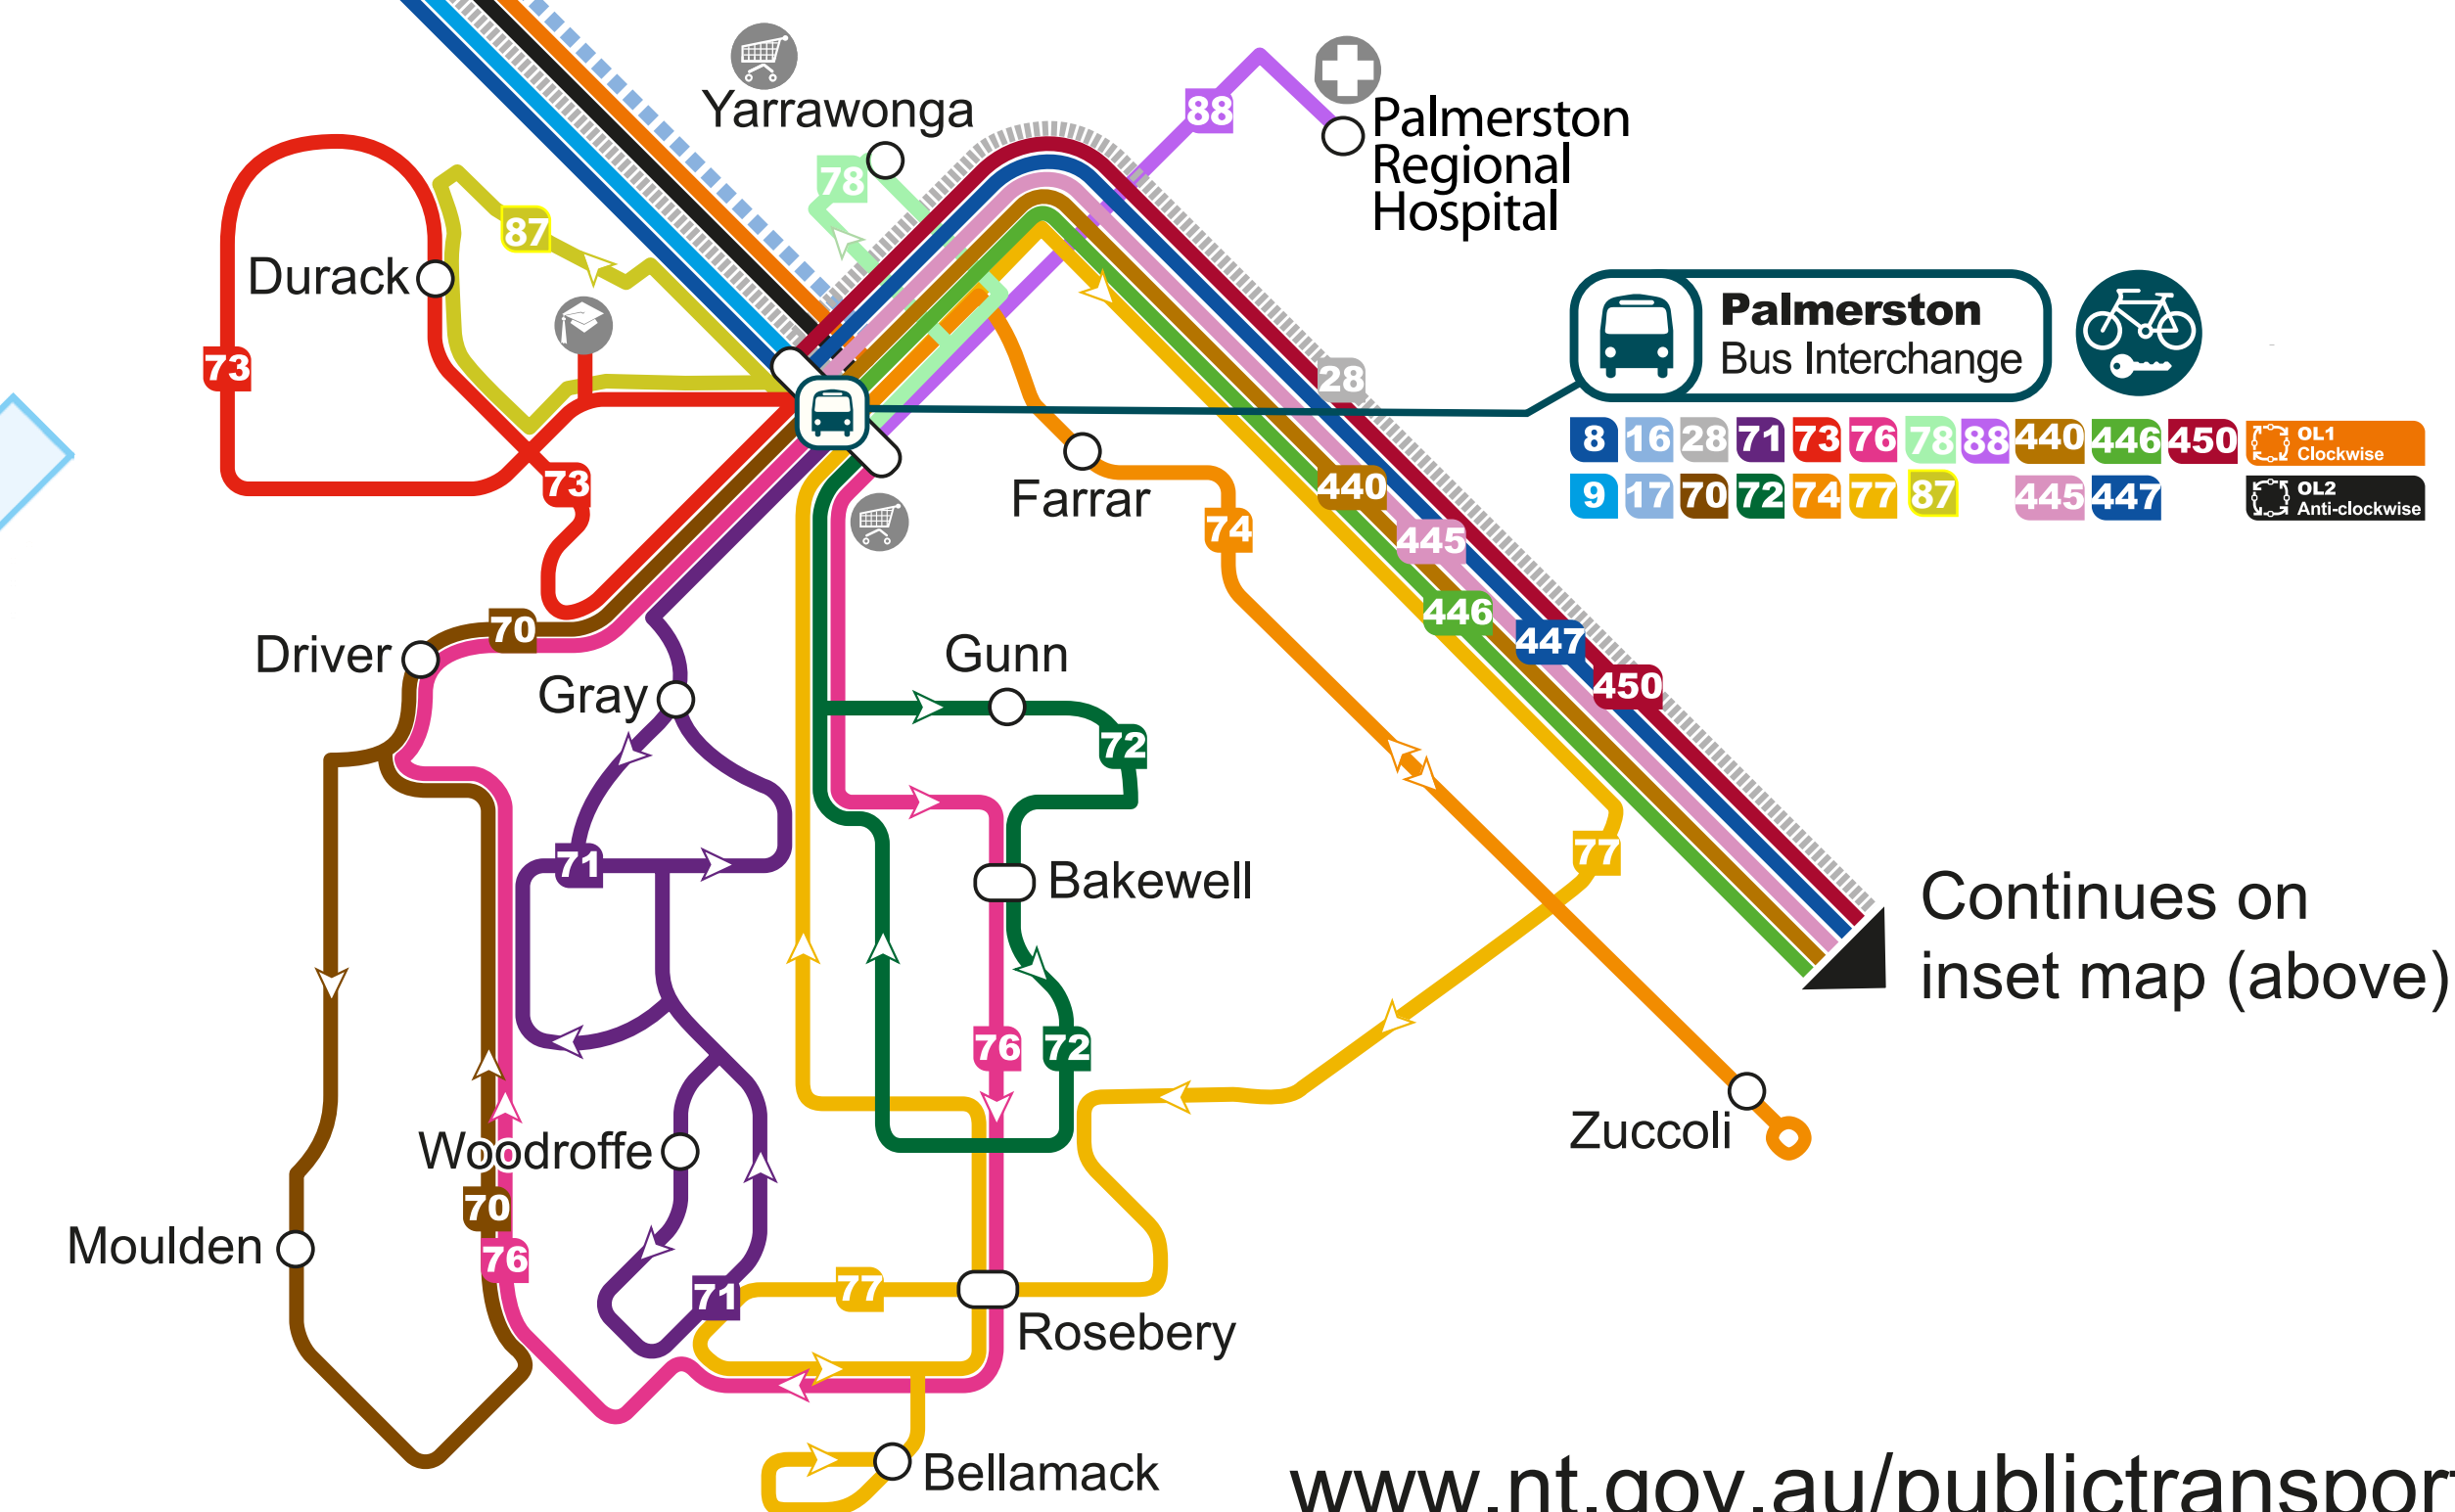 Yarrawonga
88
Palmerston
Regional
Hospital
78
87
Durack
73
Palmerston
Bus Interchange
28
8 16 28 71 73 76 78 88 440 446 450 OL1 Clockwise
9 17 70 72 74 77 87 445 447 OL2 Anti-clockwise
73
Farrar
440
74
445
446
447
70
Driver
Gunn
Gray
450
72
71
77
Bakewell
Continues on
inset map (above)
76
72
Zuccoli
Woodroffe
70
Moulden
76
71
77
Rosebery
Bellamack
www.nt.gov.au/publictranspor